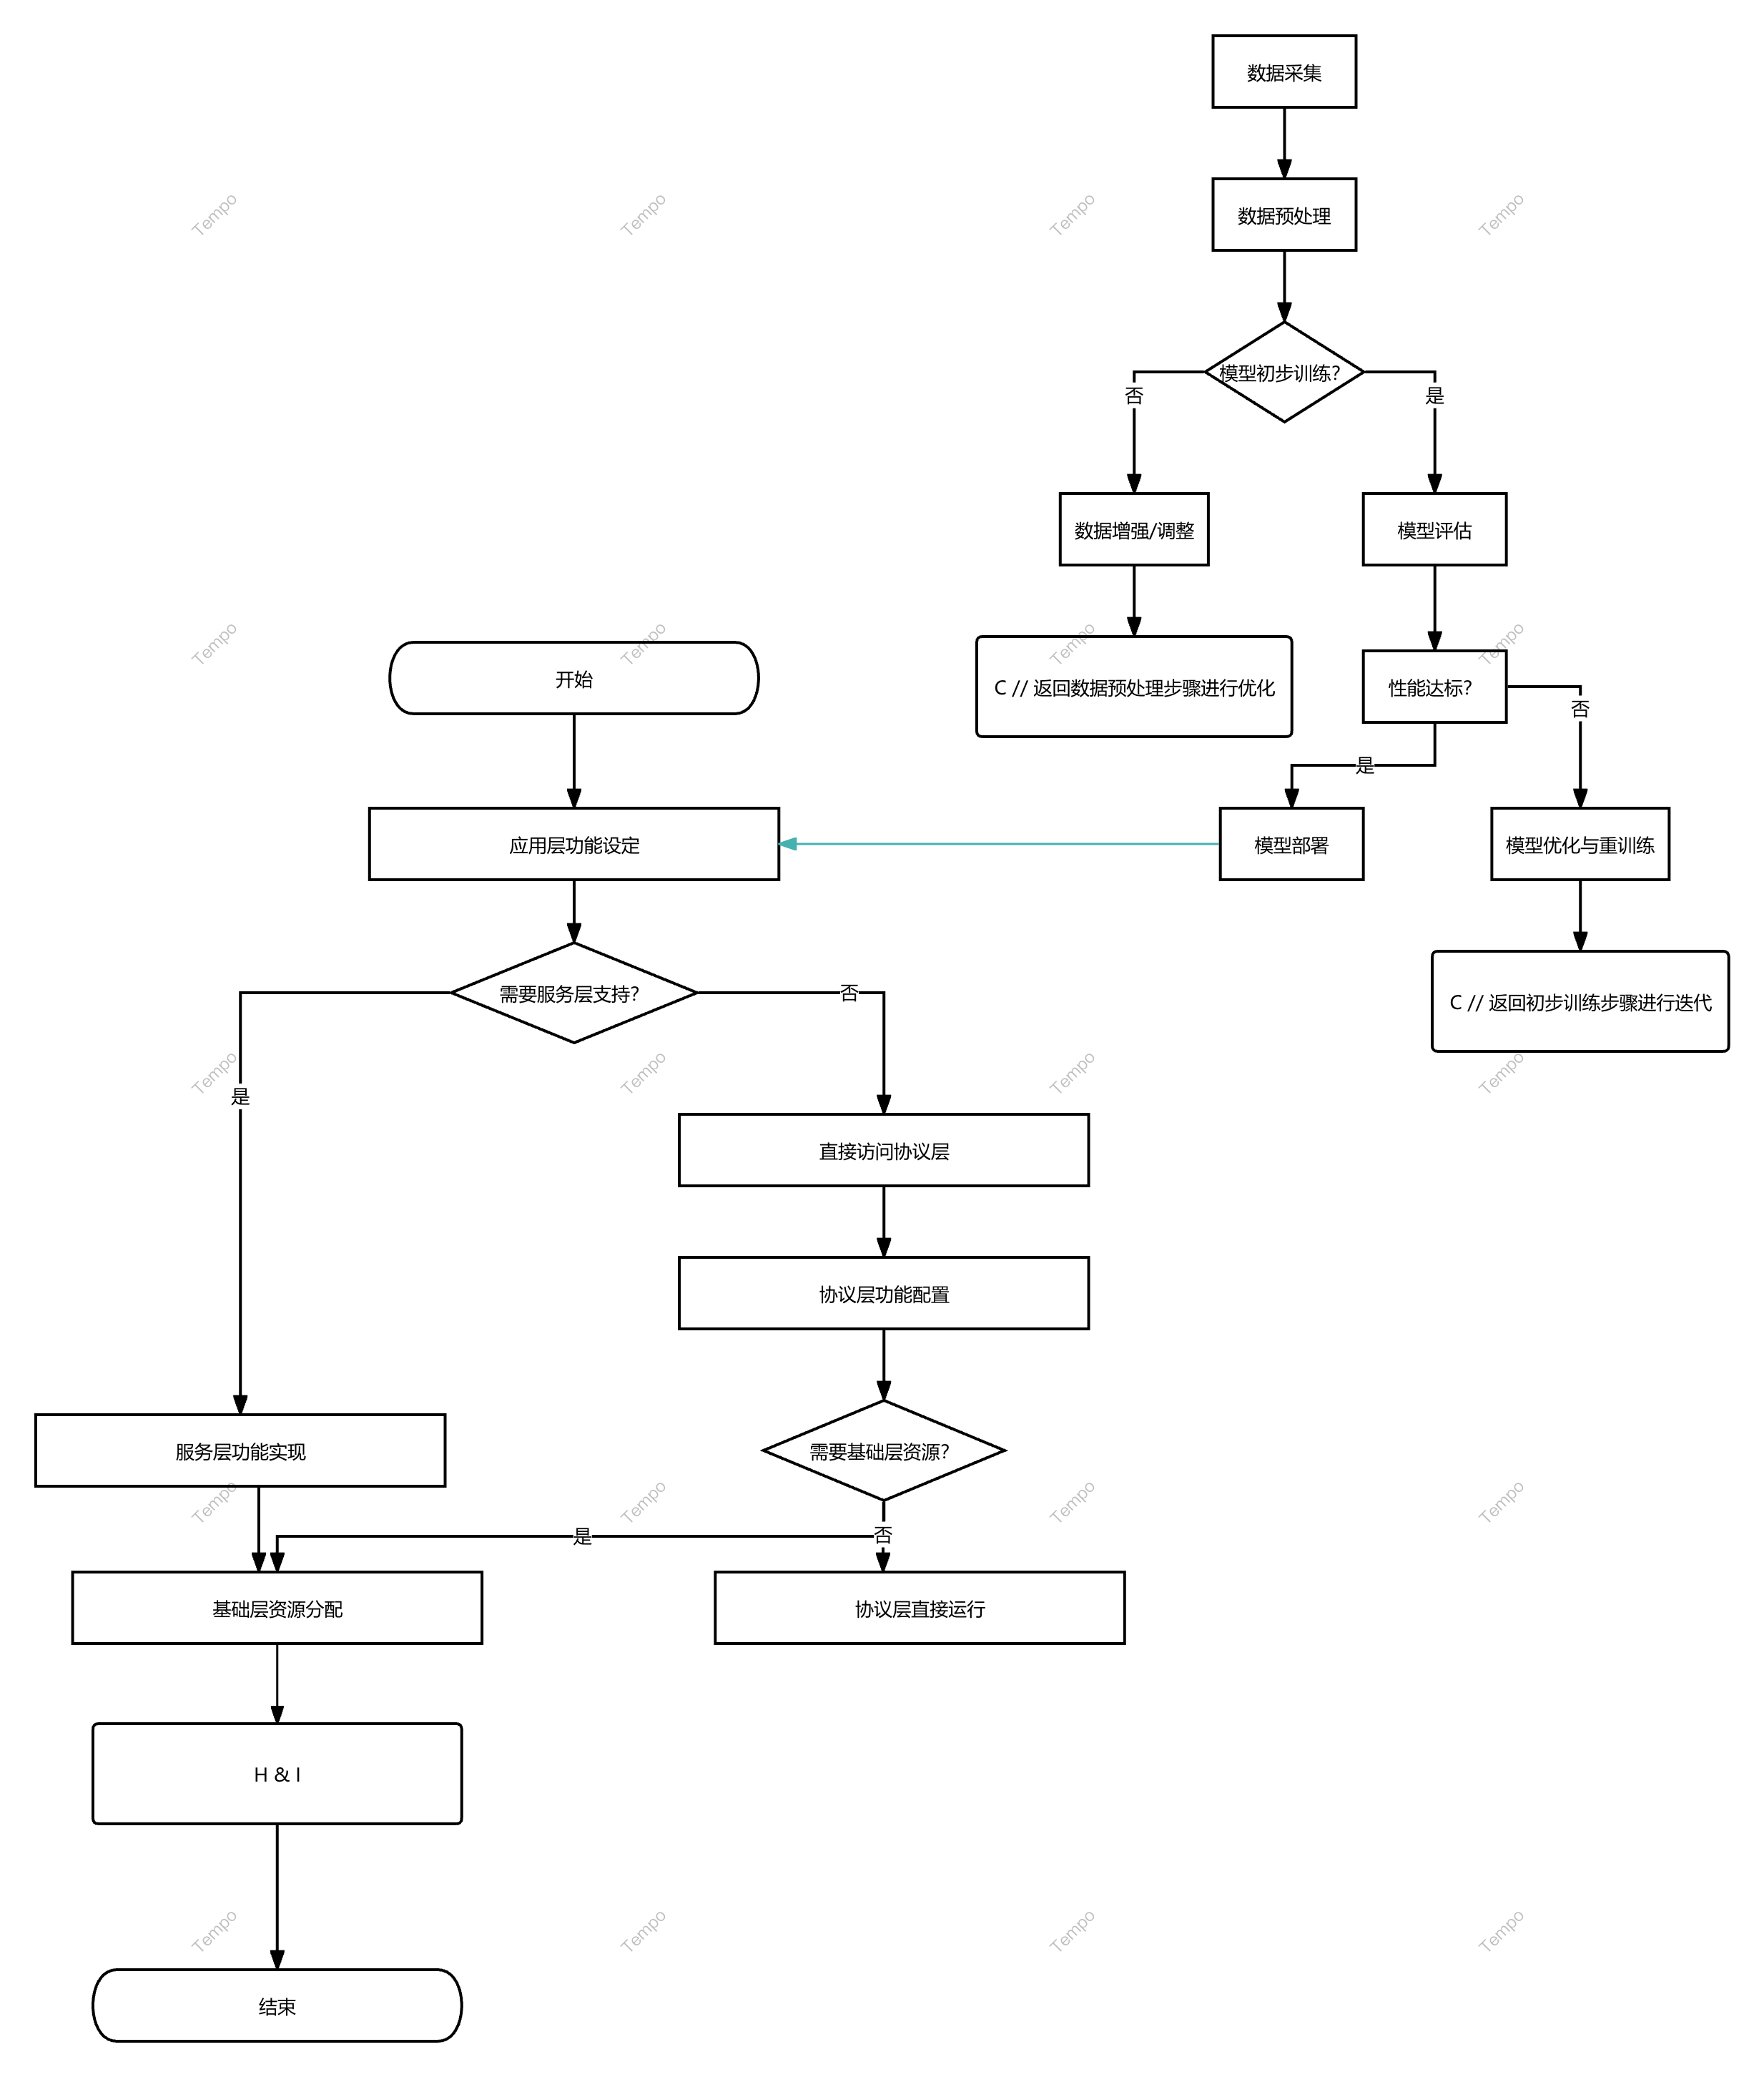 数据采集
Tempo
Tempo
Tempo
Tempo
数据预处理
模型初步训练?
否
是
数据增强/调整
模型评估
Tempo
Tempo
Tempo
Tempo
开始
C // 返回数据预处理步骤进行优化
性能达标?
否
是
应用层功能设定
模型部署
模型优化与重训练
需要服务层支持?
否
C // 返回初步训练步骤进行迭代
Tempo
Tempo
Tempo
Tempo
是
直接访问协议层
协议层功能配置
服务层功能实现
需要基础层资源?
Tempo
Tempo
Tempo
Tempo
是
否
基础层资源分配
协议层直接运行
H & I
Tempo
Tempo
Tempo
Tempo
结束